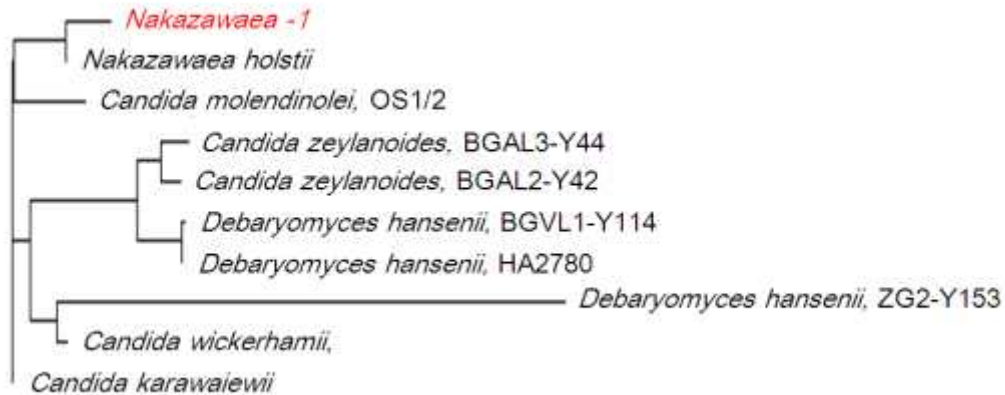 Nakazawaea -1
Nakazawaea holstii
Candida molendinolei, OS1/2
Candida zeylanoides, BGAL3-Y44
Candida zeylanoides, BGAL2-Y42
Debaryomyces hansenii, BGVL1-Y114
Debaryomyces hansenii, HA2780
Debaryomyces hansenii, ZG2-Y153
Candida wickerhamii,
Candida karawaiewii